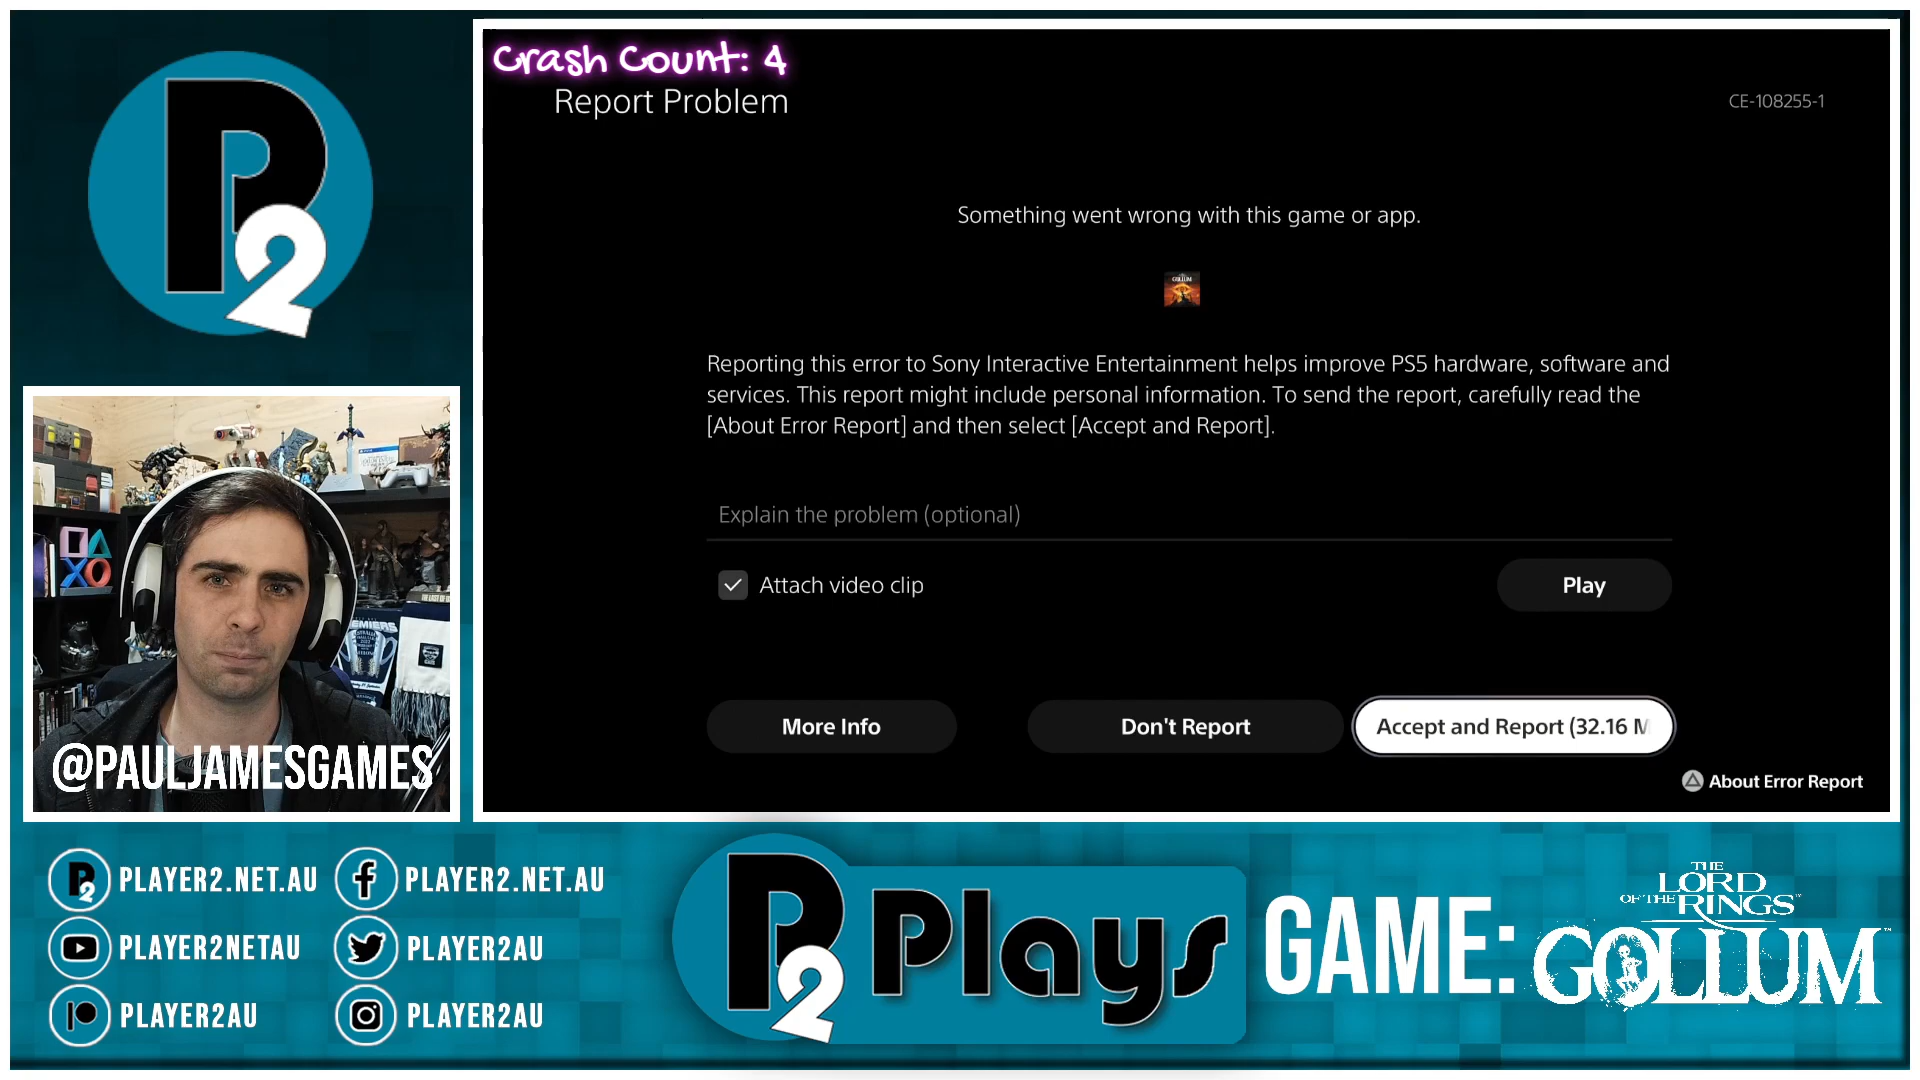 Crash Count: 4
Report Problem
CE-108255-1
Something went wrong with this game or app.
GOLLUM
Reporting this error to Sony Interactive Entertainment helps improve PS5 hardware, software and
services. This report might include personal information. To send the report, carefully read the
[About Error Report] and then select [Accept and Report].
Explain the problem (optional)
Attach video clip
Play
More Info
Don't Report
Accept and Report (32.16 M
About Error Report
P2
@PAULJAMESGAMES
PLAYER2.NET.AU
PLAYER2.NET.AU
PLAYER2NETAU
PLAYER2AU
PLAYER2AU
PLAYER2AU
P2 Plays
GAME:
THE
LORD
OF THE RINGS™
GOLLUM™